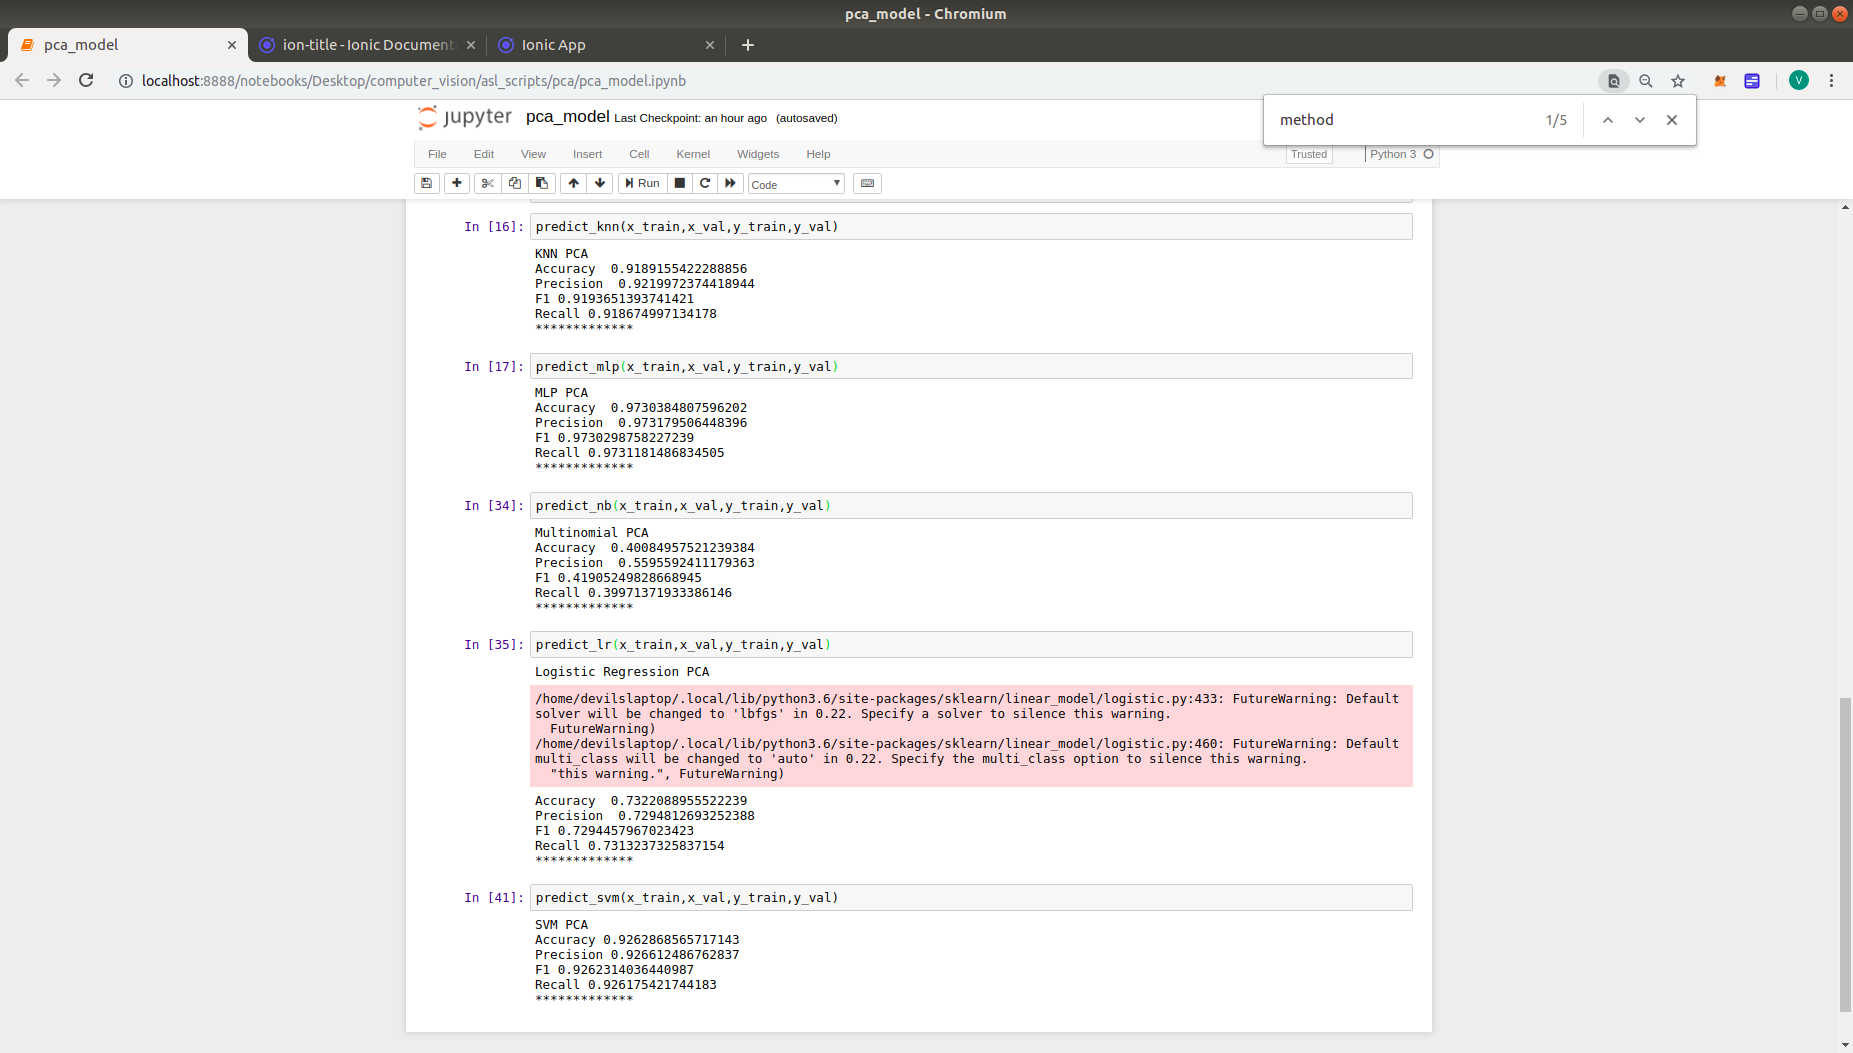 pca_model - Chromium
pca_model
ion-title - Ionic Document
Ionic App
localhost:8888/notebooks/Desktop/computer_vision/asl_scripts/pca/pca_model.ipynb
V
method
1/5
jupyter pca_model Last Checkpoint: an hour ago (autosaved)
File Edit View Insert Cell Kernel Widgets Help
Trusted
Python 3
Run
Code
In [16]: predict_knn(x_train,x_val,y_train,y_val)
KNN PCA
Accuracy  0.9189155422288856
Precision  0.9219972374418944
F1 0.9193651393741421
Recall 0.918674997134178
*************
In [17]: predict_mlp(x_train,x_val,y_train,y_val)
MLP PCA
Accuracy  0.9730384807596202
Precision  0.973179506448396
F1 0.9730298758227239
Recall 0.9731181486834505
*************
In [34]: predict_nb(x_train,x_val,y_train,y_val)
Multinomial PCA
Accuracy  0.40084957521239384
Precision  0.5595592411179363
F1 0.41905249828668945
Recall 0.39971371933386146
*************
In [35]: predict_lr(x_train,x_val,y_train,y_val)
Logistic Regression PCA
/home/devilslaptop/.local/lib/python3.6/site-packages/sklearn/linear_model/logistic.py:433: FutureWarning: Default
solver will be changed to 'lbfgs' in 0.22. Specify a solver to silence this warning.
FutureWarning)
/home/devilslaptop/.local/lib/python3.6/site-packages/sklearn/linear_model/logistic.py:460: FutureWarning: Default
multi_class will be changed to 'auto' in 0.22. Specify the multi_class option to silence this warning.
"this warning.", FutureWarning)
Accuracy  0.7322088955522239
Precision  0.7294812693252388
F1 0.7294457967023423
Recall 0.7313237325837154
*************
In [41]: predict_svm(x_train,x_val,y_train,y_val)
SVM PCA
Accuracy 0.9262868565717143
Precision 0.926612486762837
F1 0.9262314036440987
Recall 0.926175421744183
*************